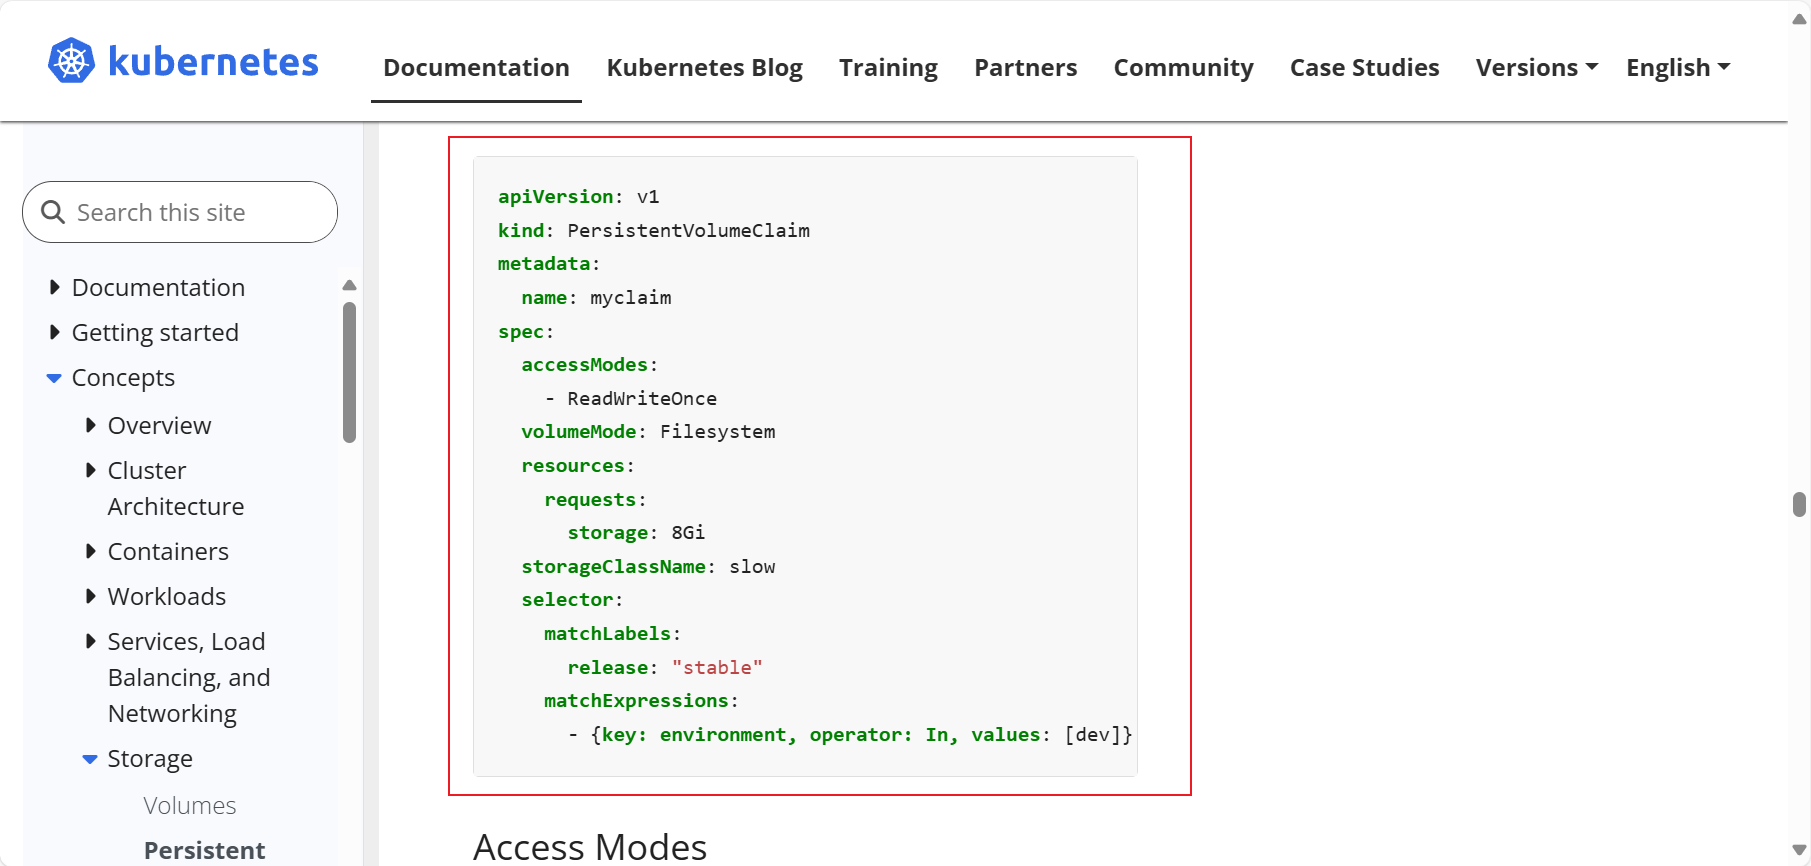 kubernetes
Documentation Kubernetes Blog Training Partners Community Case Studies Versions English
Search this site
Documentation
Getting started
Concepts
Overview
Cluster
Architecture
Containers
Workloads
Services, Load
Balancing, and
Networking
Storage
Volumes
Persistent
apiVersion: v1
kind: PersistentVolumeClaim
metadata:
  name: myclaim
spec:
  accessModes:
    - ReadWriteOnce
  volumeMode: Filesystem
  resources:
    requests:
      storage: 8Gi
  storageClassName: slow
  selector:
    matchLabels:
      release: "stable"
    matchExpressions:
      - {key: environment, operator: In, values: [dev]}
Access Modes